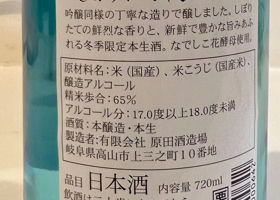 吟醸同様の丁寧な造りで醸しました。しぼり
たての鮮烈な香りと、新鮮で豊かな旨みあふ
れる冬季限定本生酒。なでしこ花酵母使用。
原材料名:米(国産)、米こうじ(国産米)、
醸造アルコール
精米歩合:65%
アルコール分:17.0度以上18.0度未満
酒質:本醸造・本生
製造者:有限会社 原田酒造場
岐阜県高山市上三之町10番地
品目 日本酒 内容量 720ml